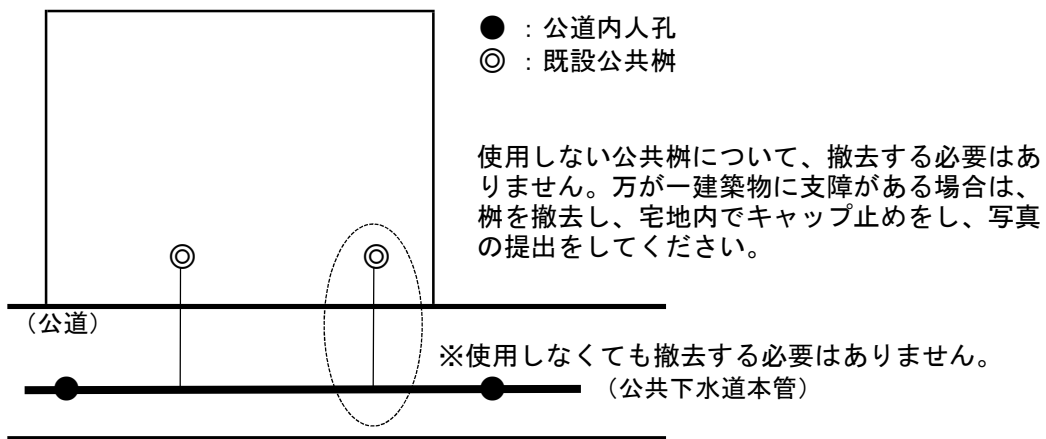 ●：公道内人孔
◎：既設公共桝
使用しない公共桝について、撤去する必要はあ
りません。万が一建築物に支障がある場合は、
桝を撤去し、宅地内でキャップ止めをし、写真
の提出をしてください。
（公道）
※使用しなくても撤去する必要はありません。
（公共下水道本管）